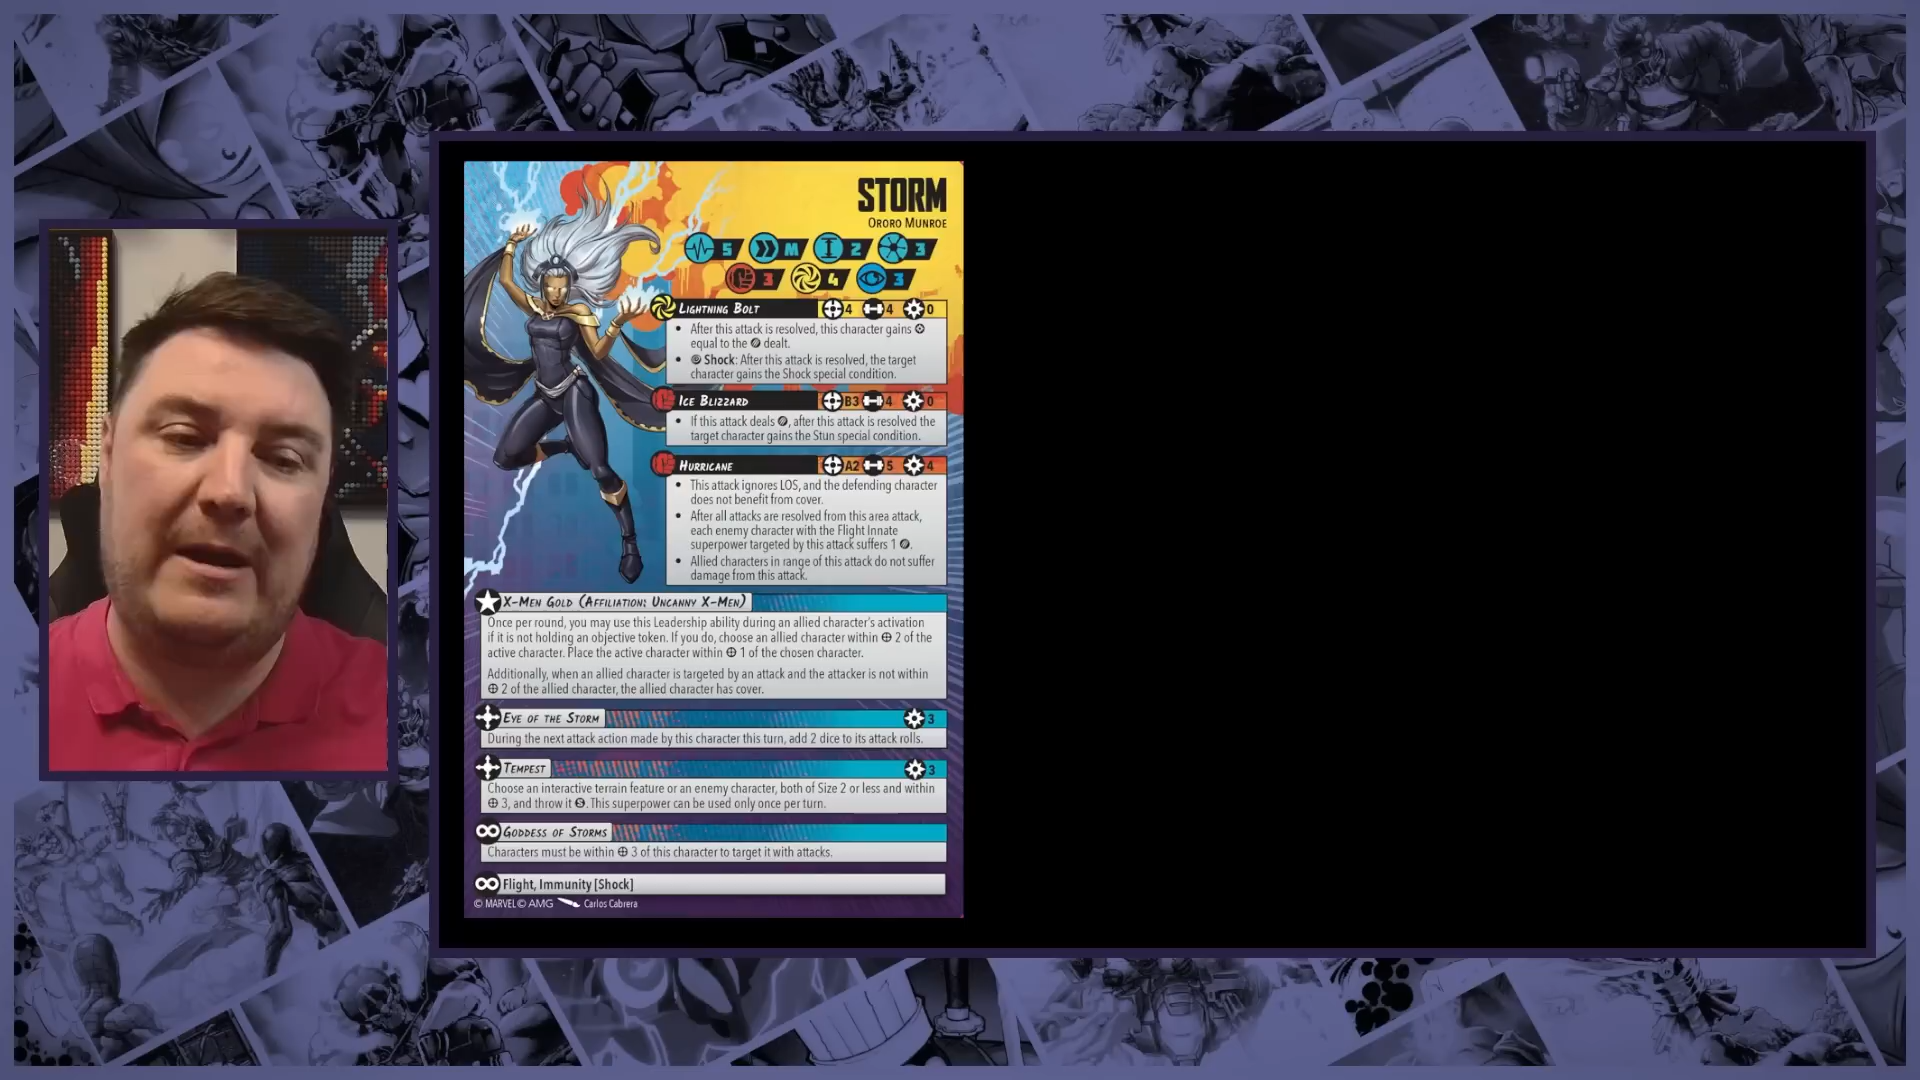 STORM
ORORO MUNROE
5 M 2 3
3 4 3
LIGHTNING BOLT 4 4 0
After this attack is resolved, this character gains
equal to the dealt.
Shock: After this attack is resolved, the target
character gains the Shock special condition.
ICE BLIZZARD B3 4 0
If this attack deals , after this attack is resolved the
target character gains the Stun special condition.
HURRICANE A2 5 4
This attack ignores LOS, and the defending character
does not benefit from cover.
After all attacks are resolved from this area attack,
each enemy character with the Flight Innate
superpower targeted by this attack suffers 1 .
Allied characters in range of this attack do not suffer
damage from this attack.
X-MEN GOLD (AFFILIATION: UNCANNY X-MEN)
Once per round, you may use this Leadership ability during an allied character's activation
if it is not holding an objective token. If you do, choose an allied character within 2 of the
active character. Place the active character within 1 of the chosen character.
Additionally, when an allied character is targeted by an attack and the attacker is not within
2 of the allied character, the allied character has cover.
EYE OF THE STORM 3
During the next attack action made by this character this turn, add 2 dice to its attack rolls.
TEMPEST 3
Choose an interactive terrain feature or an enemy character, both of Size 2 or less and within
3, and throw it S. This superpower can be used only once per turn.
GODDESS OF STORMS
Characters must be within 3 of this character to target it with attacks.
Flight, Immunity [Shock]
© MARVEL © AMG Carlos Cabrera